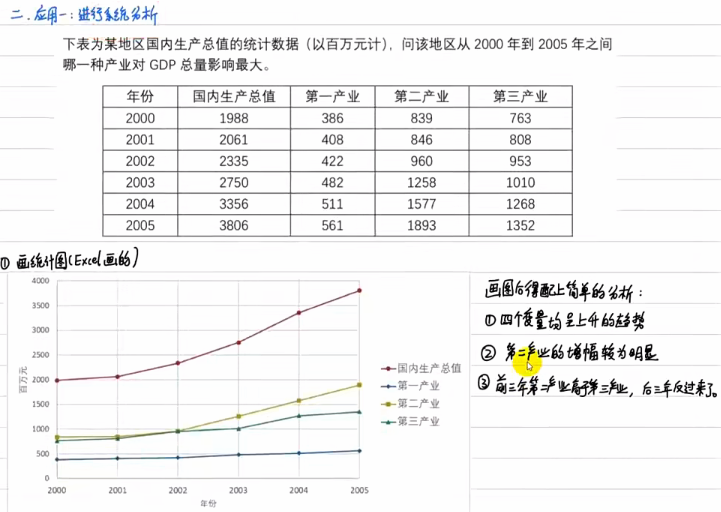 二.应用一：进行系统分析
下表为某地区国内生产总值的统计数据（以百万元计），问该地区从 2000 年到 2005 年之间
哪一种产业对 GDP 总量影响最大。
年份 国内生产总值 第一产业 第二产业 第三产业
2000 1988 386 839 763
2001 2061 408 846 808
2002 2335 422 960 953
2003 2750 482 1258 1010
2004 3356 511 1577 1268
2005 3806 561 1893 1352
① 画统计图(Excel画的)
4000
3500
3000
2500
2000
1500
1000
500
0
百万元
2000 2001 2002 2003 2004 2005
年份
国内生产总值
第一产业
第二产业
第三产业
画图后得配上简单的分析：
① 四个变量均呈上升的趋势
② 第二产业的增幅较为明显
③ 前三年第二产业高于第三产业，后三年反过来了。